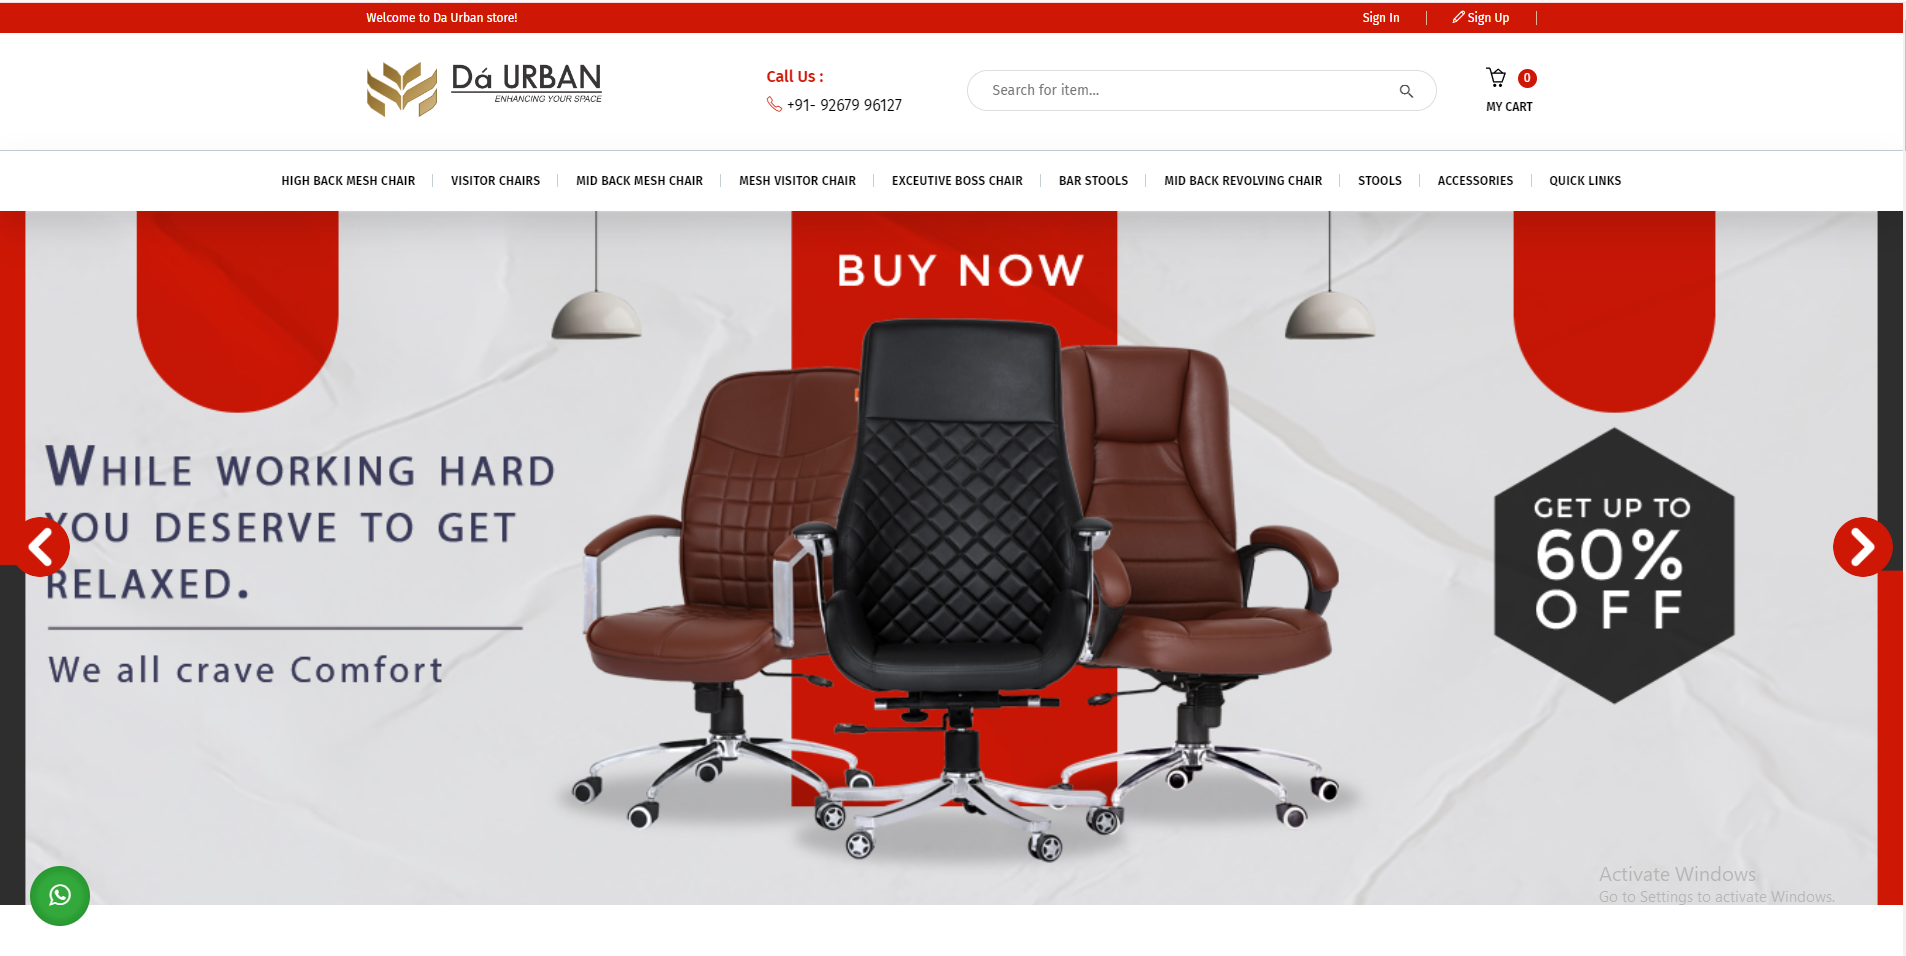 Welcome to Da Urban store!
Sign In
Sign Up
Dá URBAN
ENHANCING YOUR SPACE
Call Us :
+91- 92679 96127
Search for item...
0
MY CART
HIGH BACK MESH CHAIR
VISITOR CHAIRS
MID BACK MESH CHAIR
MESH VISITOR CHAIR
EXCEUTIVE BOSS CHAIR
BAR STOOLS
MID BACK REVOLVING CHAIR
STOOLS
ACCESSORIES
QUICK LINKS
BUY NOW
WHILE WORKING HARD
YOU DESERVE TO GET
RELAXED.
We all crave Comfort
GET UP TO
60%
OFF
Activate Windows
Go to Settings to activate Windows.